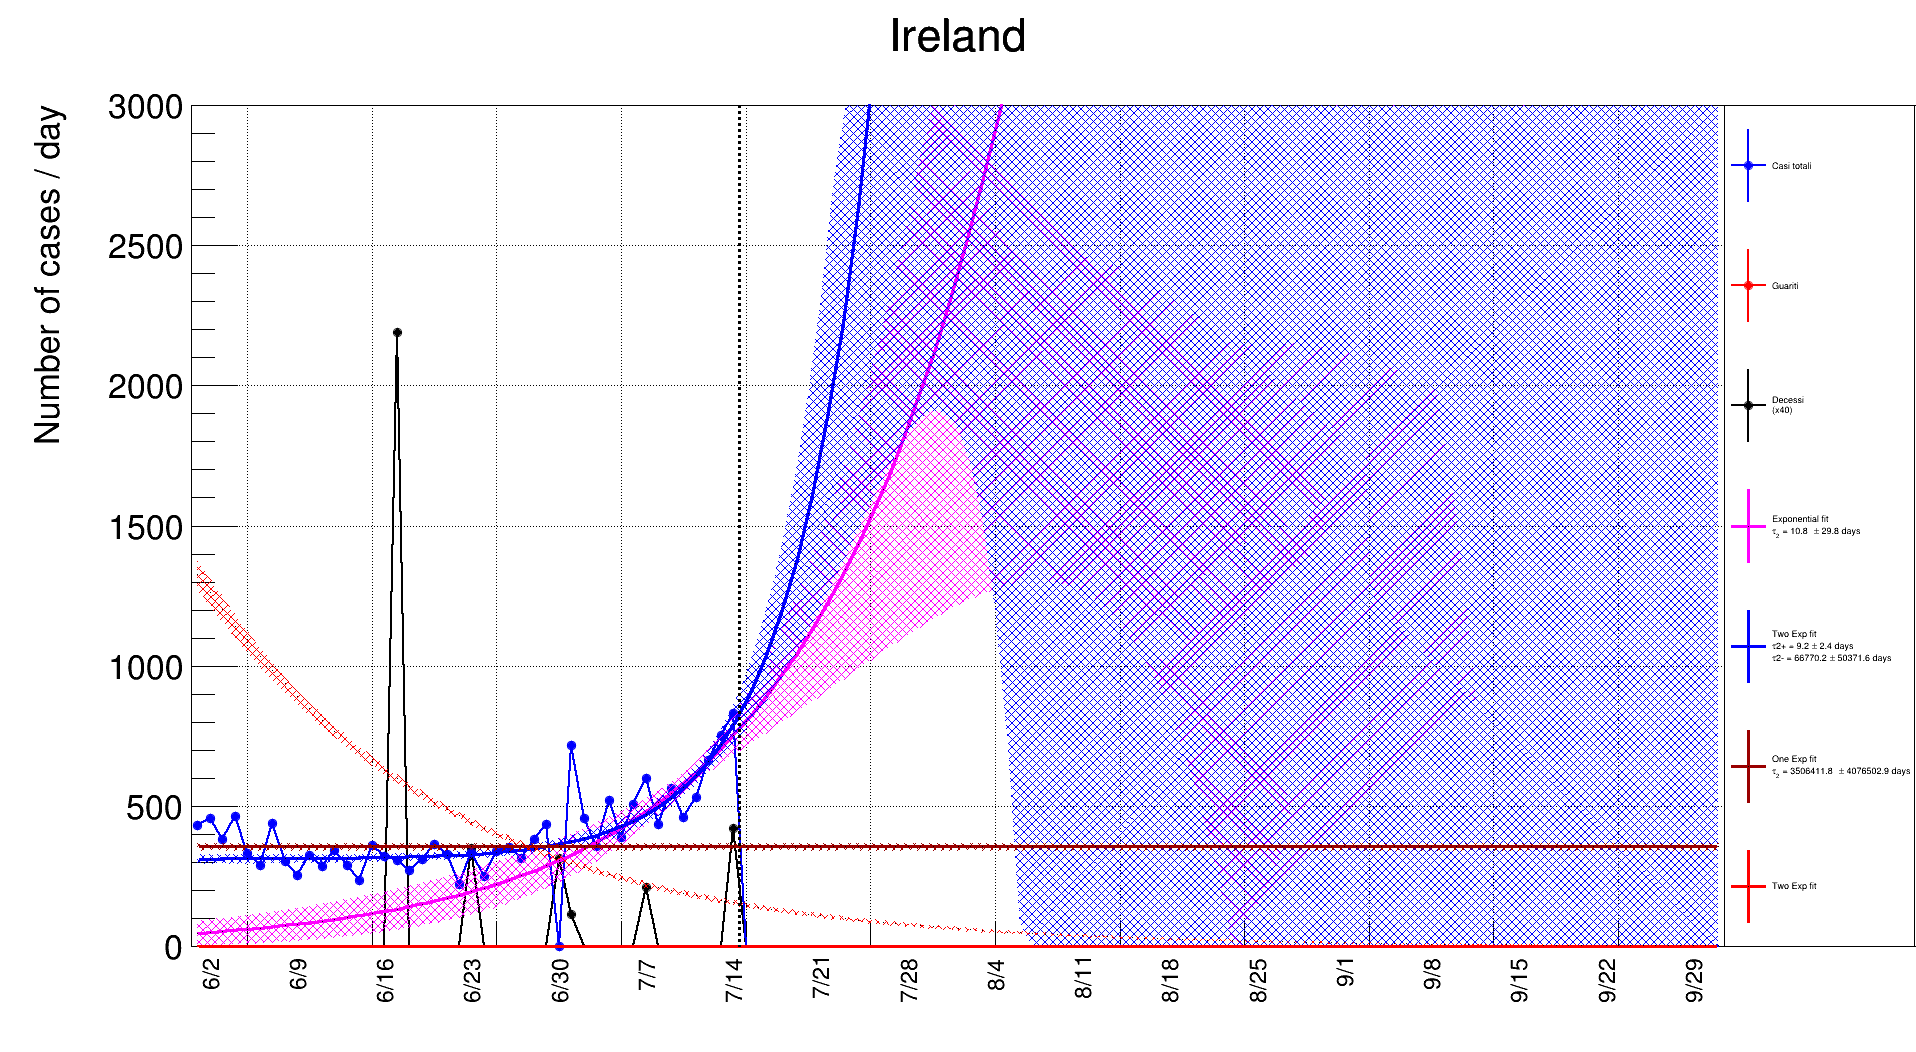 Ireland
Number of cases / day
3000
2500
2000
1500
1000
500
0
6/2
6/9
6/16
6/23
6/30
7/7
7/14
7/21
7/28
8/4
8/11
8/18
8/25
9/1
9/8
9/15
9/22
9/29
Casi totali
Guariti
Decessi
(x40)
Exponential fit
τ2 = 10.8 ± 29.8 days
Two Exp fit
τ2+ = 9.2 ± 2.4 days
τ2- = 66770.2 ± 50371.6 days
One Exp fit
τ2 = 3506411.8 ± 4076502.9 days
Two Exp fit